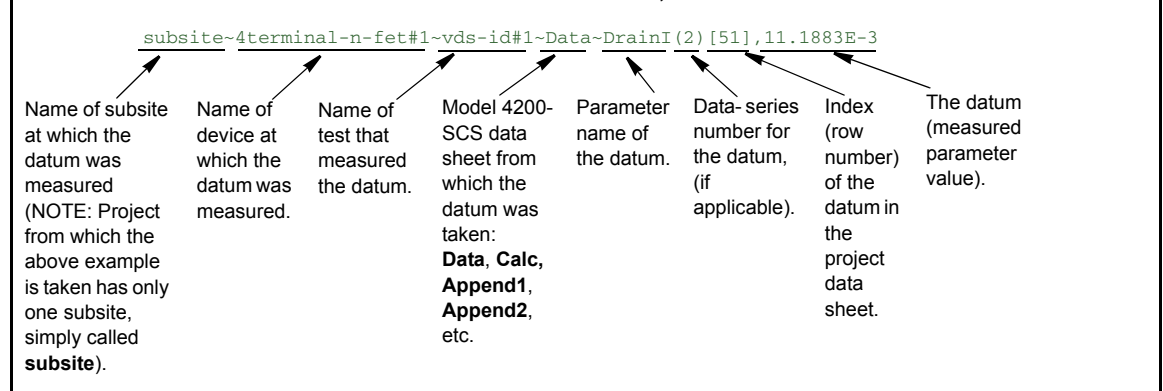 subsite~4terminal-n-fet#1~vds-id#1~Data~DrainI(2)[51],11.1883E-3
Name of subsite
at which the
datum was
measured
(NOTE: Project
from which the
above example
is taken has only
one subsite,
simply called
subsite).
Name of
device at
which the
datum was
measured.
Name of
test that
measured
the datum.
Model 4200-
SCS data
sheet from
which the
datum was
taken:
Data, Calc,
Append1,
Append2,
etc.
Parameter
name of
the datum.
Data- series
number for
the datum,
(if
applicable).
Index
(row
number)
of the
datum in
the
project
data
sheet.
The datum
(measured
parameter
value).